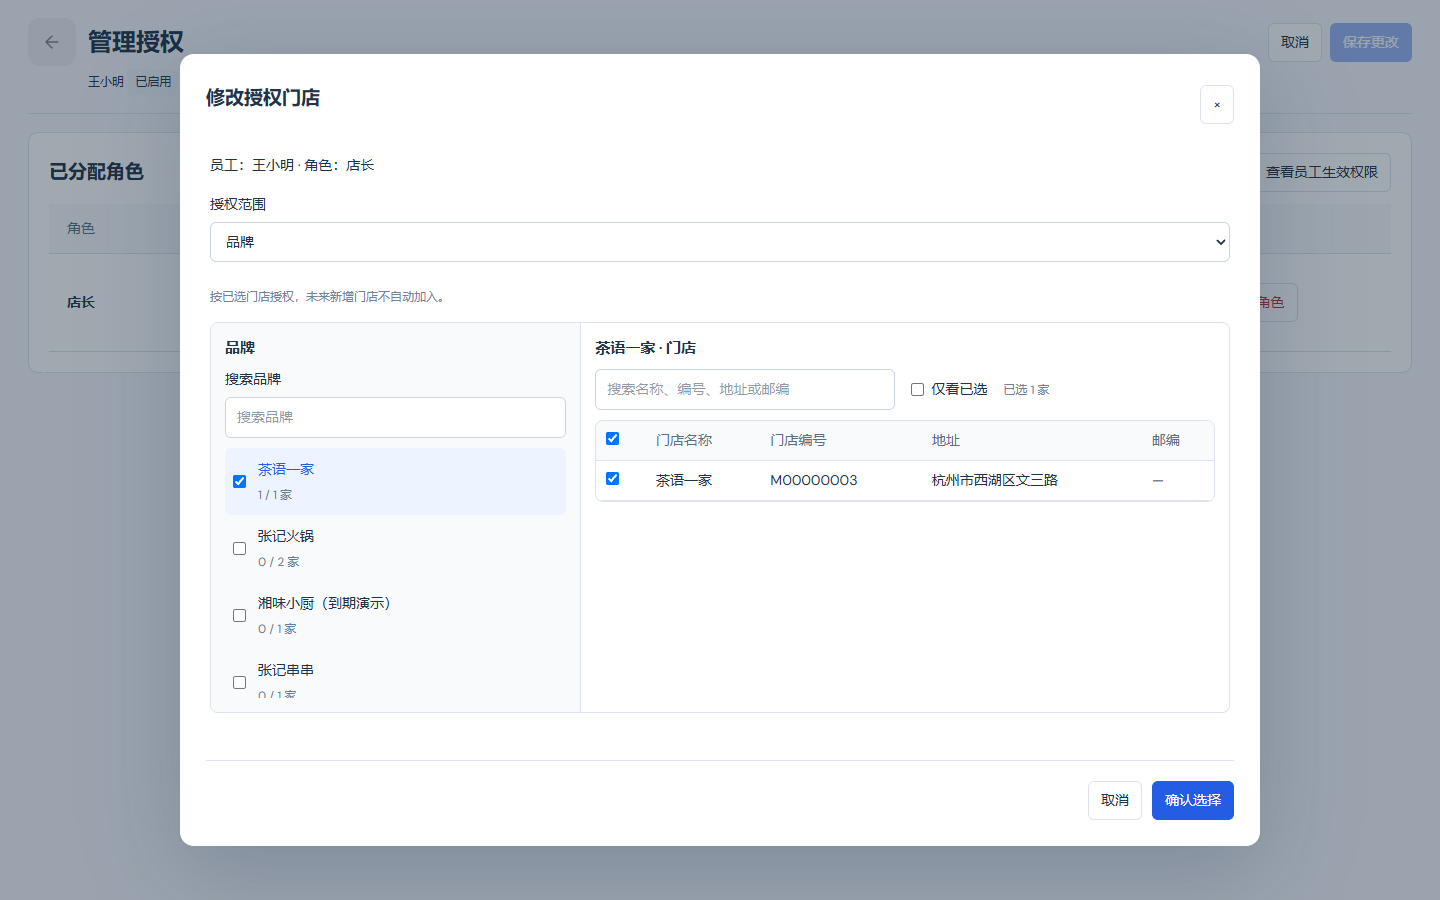 管理授权
王小明 已启用
取消
保存更改
已分配角色
查看员工生效权限
角色
店长
角色
修改授权门店
×
员工：王小明 · 角色：店长
授权范围
品牌
按已选门店授权，未来新增门店不自动加入。
品牌
搜索品牌
搜索品牌
茶语一家
1 / 1 家
张记火锅
0 / 2 家
湘味小厨（到期演示）
0 / 1 家
张记串串
0 / 1 家
茶语一家 · 门店
搜索名称、编号、地址或邮编
仅看已选 已选 1 家
门店名称 门店编号 地址 邮编
茶语一家 M00000003 杭州市西湖区文三路 —
取消
确认选择